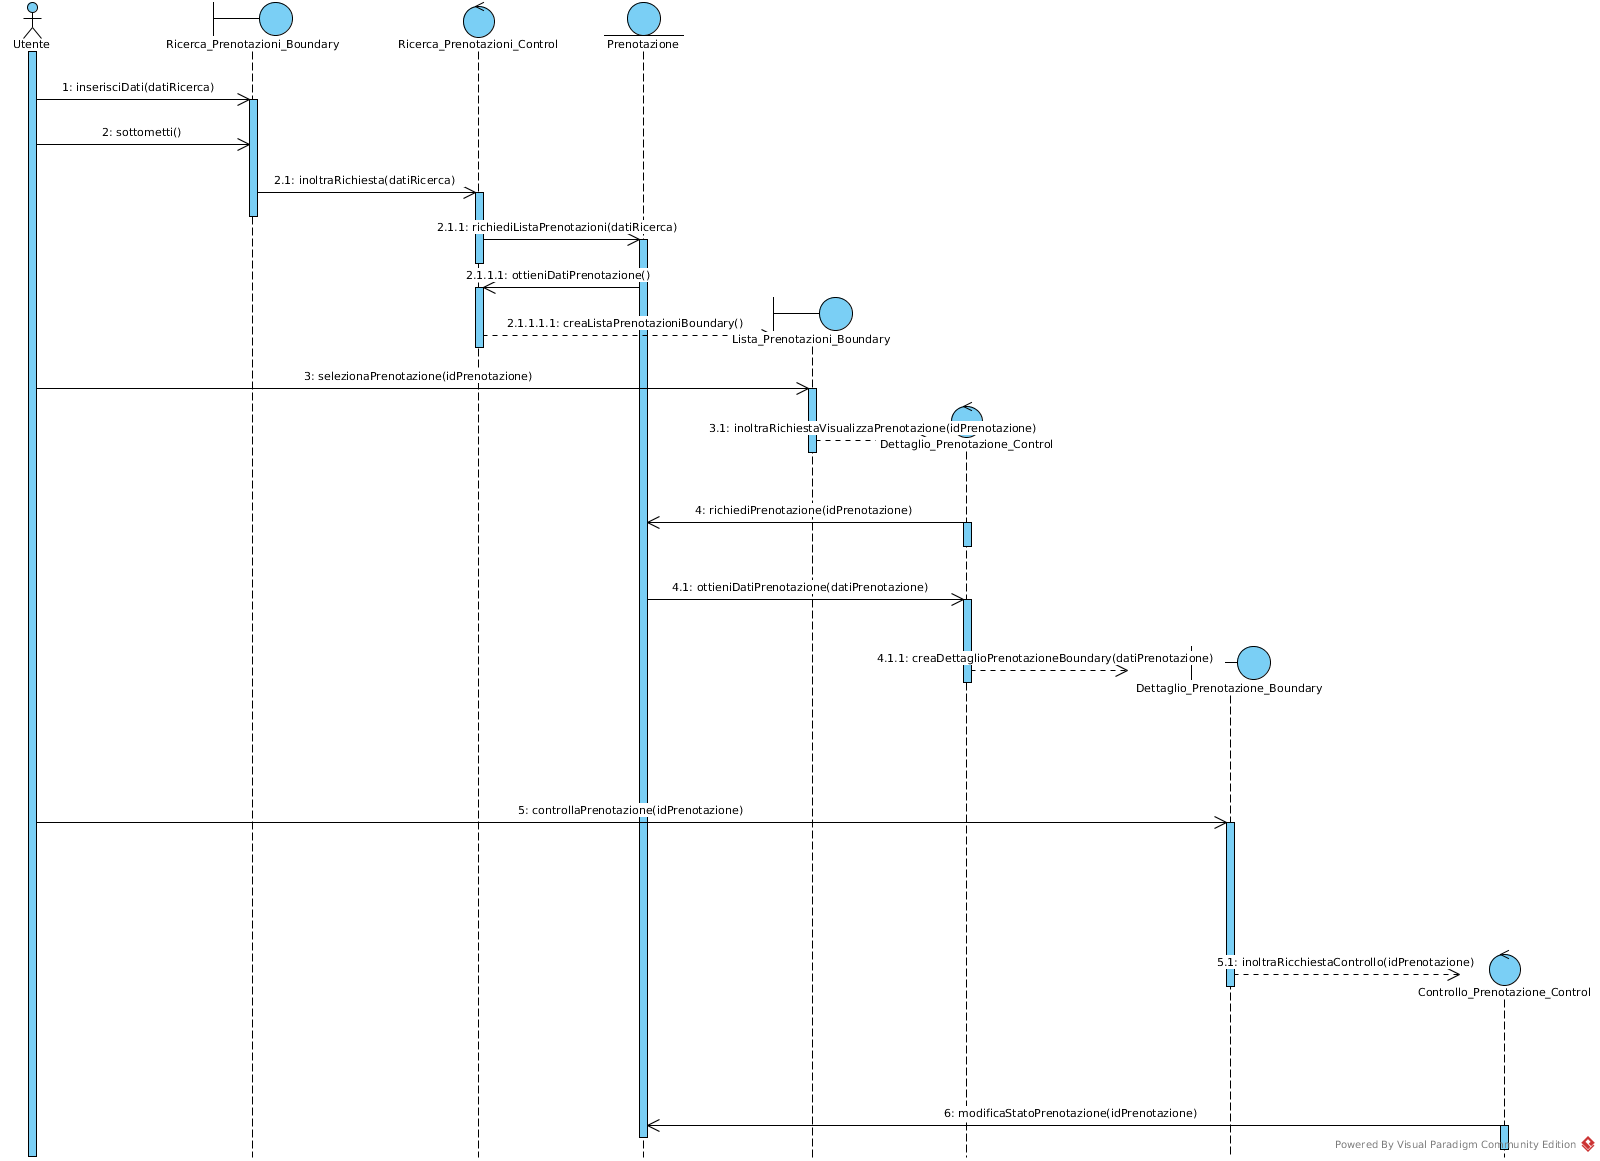 Utente
Ricerca_Prenotazioni_Boundary
Ricerca_Prenotazioni_Control
Prenotazione
1: inserisciDati(datiRicerca)
2: sottometti()
2.1: inoltraRichiesta(datiRicerca)
2.1.1: richiediListaPrenotazioni(datiRicerca)
2.1.1.1: ottieniDatiPrenotazione()
2.1.1.1.1: creaListaPrenotazioniBoundary()
Lista_Prenotazioni_Boundary
3: selezionaPrenotazione(idPrenotazione)
3.1: inoltraRichiestaVisualizzaPrenotazione(idPrenotazione)
Dettaglio_Prenotazione_Control
4: richiediPrenotazione(idPrenotazione)
4.1: ottieniDatiPrenotazione(datiPrenotazione)
4.1.1: creaDettaglioPrenotazioneBoundary(datiPrenotazione)
Dettaglio_Prenotazione_Boundary
5: controllaPrenotazione(idPrenotazione)
5.1: inoltraRicchiestaControllo(idPrenotazione)
Controllo_Prenotazione_Control
6: modificaStatoPrenotazione(idPrenotazione)
Powered By Visual Paradigm Community Edition